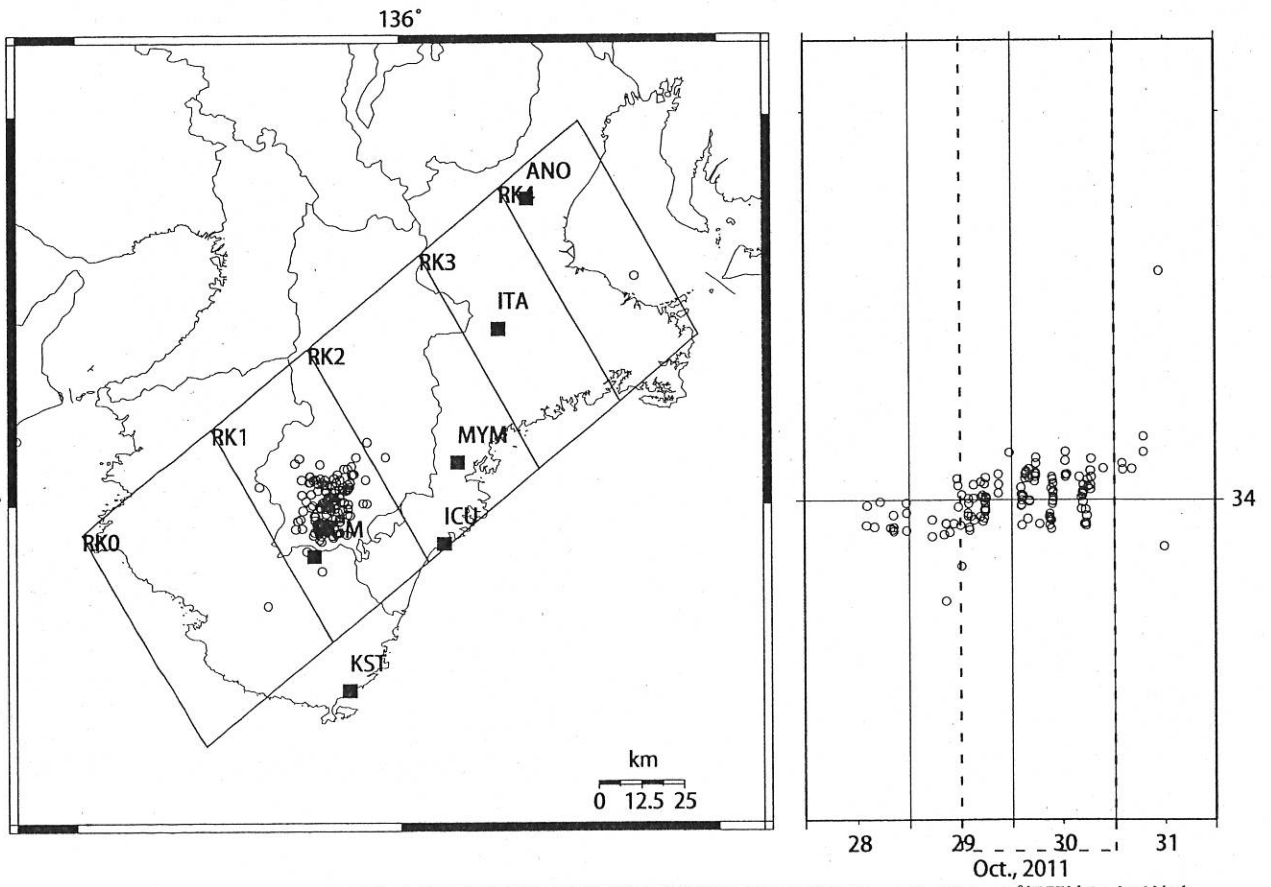 136°
ANO
RK4
RK3
ITA
RK2
RK1
MYM
ICU
RK0
KST
km
0 12.5 25
34
28 29 30 31
Oct., 2011